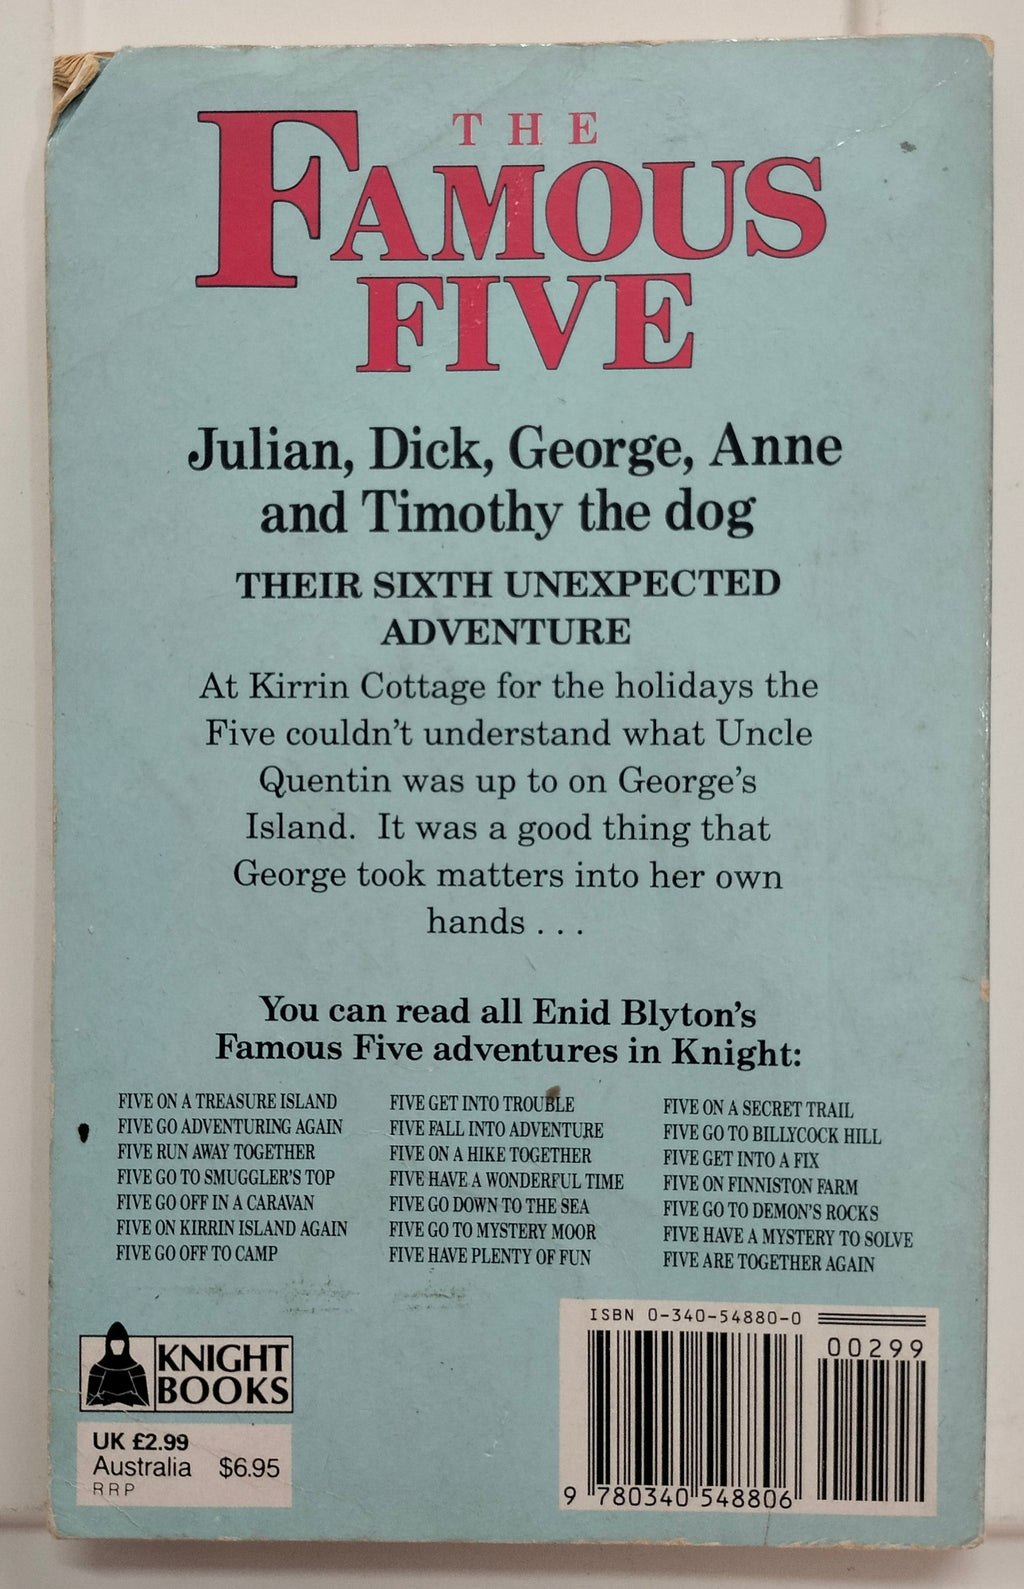 THE
FAMOUS
FIVE
Julian, Dick, George, Anne
and Timothy the dog
THEIR SIXTH UNEXPECTED
ADVENTURE
At Kirrin Cottage for the holidays the
Five couldn't understand what Uncle
Quentin was up to on George's
Island. It was a good thing that
George took matters into her own
hands . . .
You can read all Enid Blyton's
Famous Five adventures in Knight:
FIVE ON A TREASURE ISLAND
FIVE GO ADVENTURING AGAIN
FIVE RUN AWAY TOGETHER
FIVE GO TO SMUGGLER'S TOP
FIVE GO OFF IN A CARAVAN
FIVE ON KIRRIN ISLAND AGAIN
FIVE GO OFF TO CAMP
FIVE GET INTO TROUBLE
FIVE FALL INTO ADVENTURE
FIVE ON A HIKE TOGETHER
FIVE HAVE A WONDERFUL TIME
FIVE GO DOWN TO THE SEA
FIVE GO TO MYSTERY MOOR
FIVE HAVE PLENTY OF FUN
FIVE ON A SECRET TRAIL
FIVE GO TO BILLYCOCK HILL
FIVE GET INTO A FIX
FIVE ON FINNISTON FARM
FIVE GO TO DEMON'S ROCKS
FIVE HAVE A MYSTERY TO SOLVE
FIVE ARE TOGETHER AGAIN
KNIGHT
BOOKS
UK £2.99
Australia $6.95
RRP
ISBN 0-340-54880-0
00299
9 780340 548806